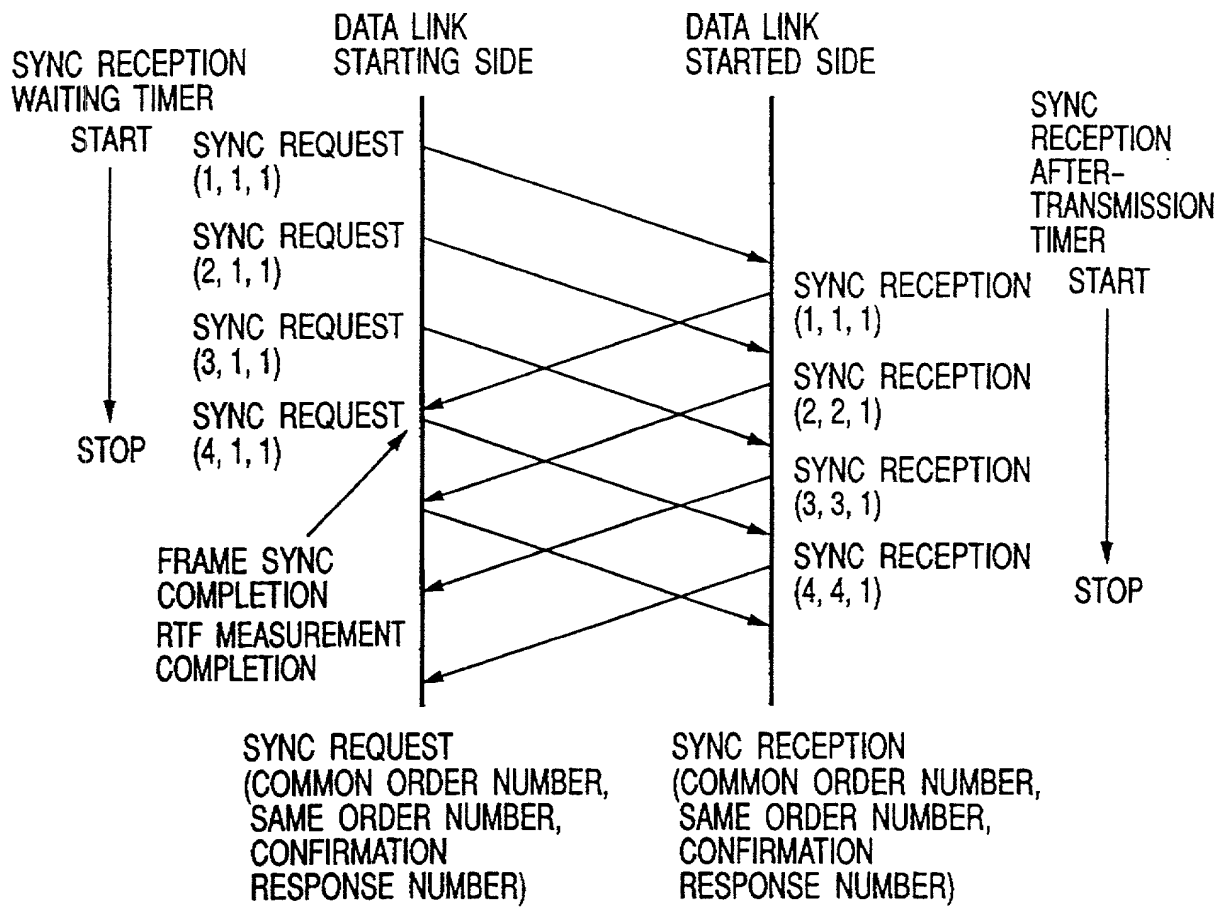 DATA LINK
STARTING SIDE
DATA LINK
STARTED SIDE
SYNC RECEPTION
WAITING TIMER
START
STOP
SYNC REQUEST
(1, 1, 1)
SYNC REQUEST
(2, 1, 1)
SYNC REQUEST
(3, 1, 1)
SYNC REQUEST
(4, 1, 1)
FRAME SYNC
COMPLETION
RTF MEASUREMENT
COMPLETION
SYNC RECEPTION
(1, 1, 1)
SYNC RECEPTION
(2, 2, 1)
SYNC RECEPTION
(3, 3, 1)
SYNC RECEPTION
(4, 4, 1)
SYNC
RECEPTION
AFTER-
TRANSMISSION
TIMER
START
STOP
SYNC REQUEST
(COMMON ORDER NUMBER,
SAME ORDER NUMBER,
CONFIRMATION
RESPONSE NUMBER)
SYNC RECEPTION
(COMMON ORDER NUMBER,
SAME ORDER NUMBER,
CONFIRMATION
RESPONSE NUMBER)